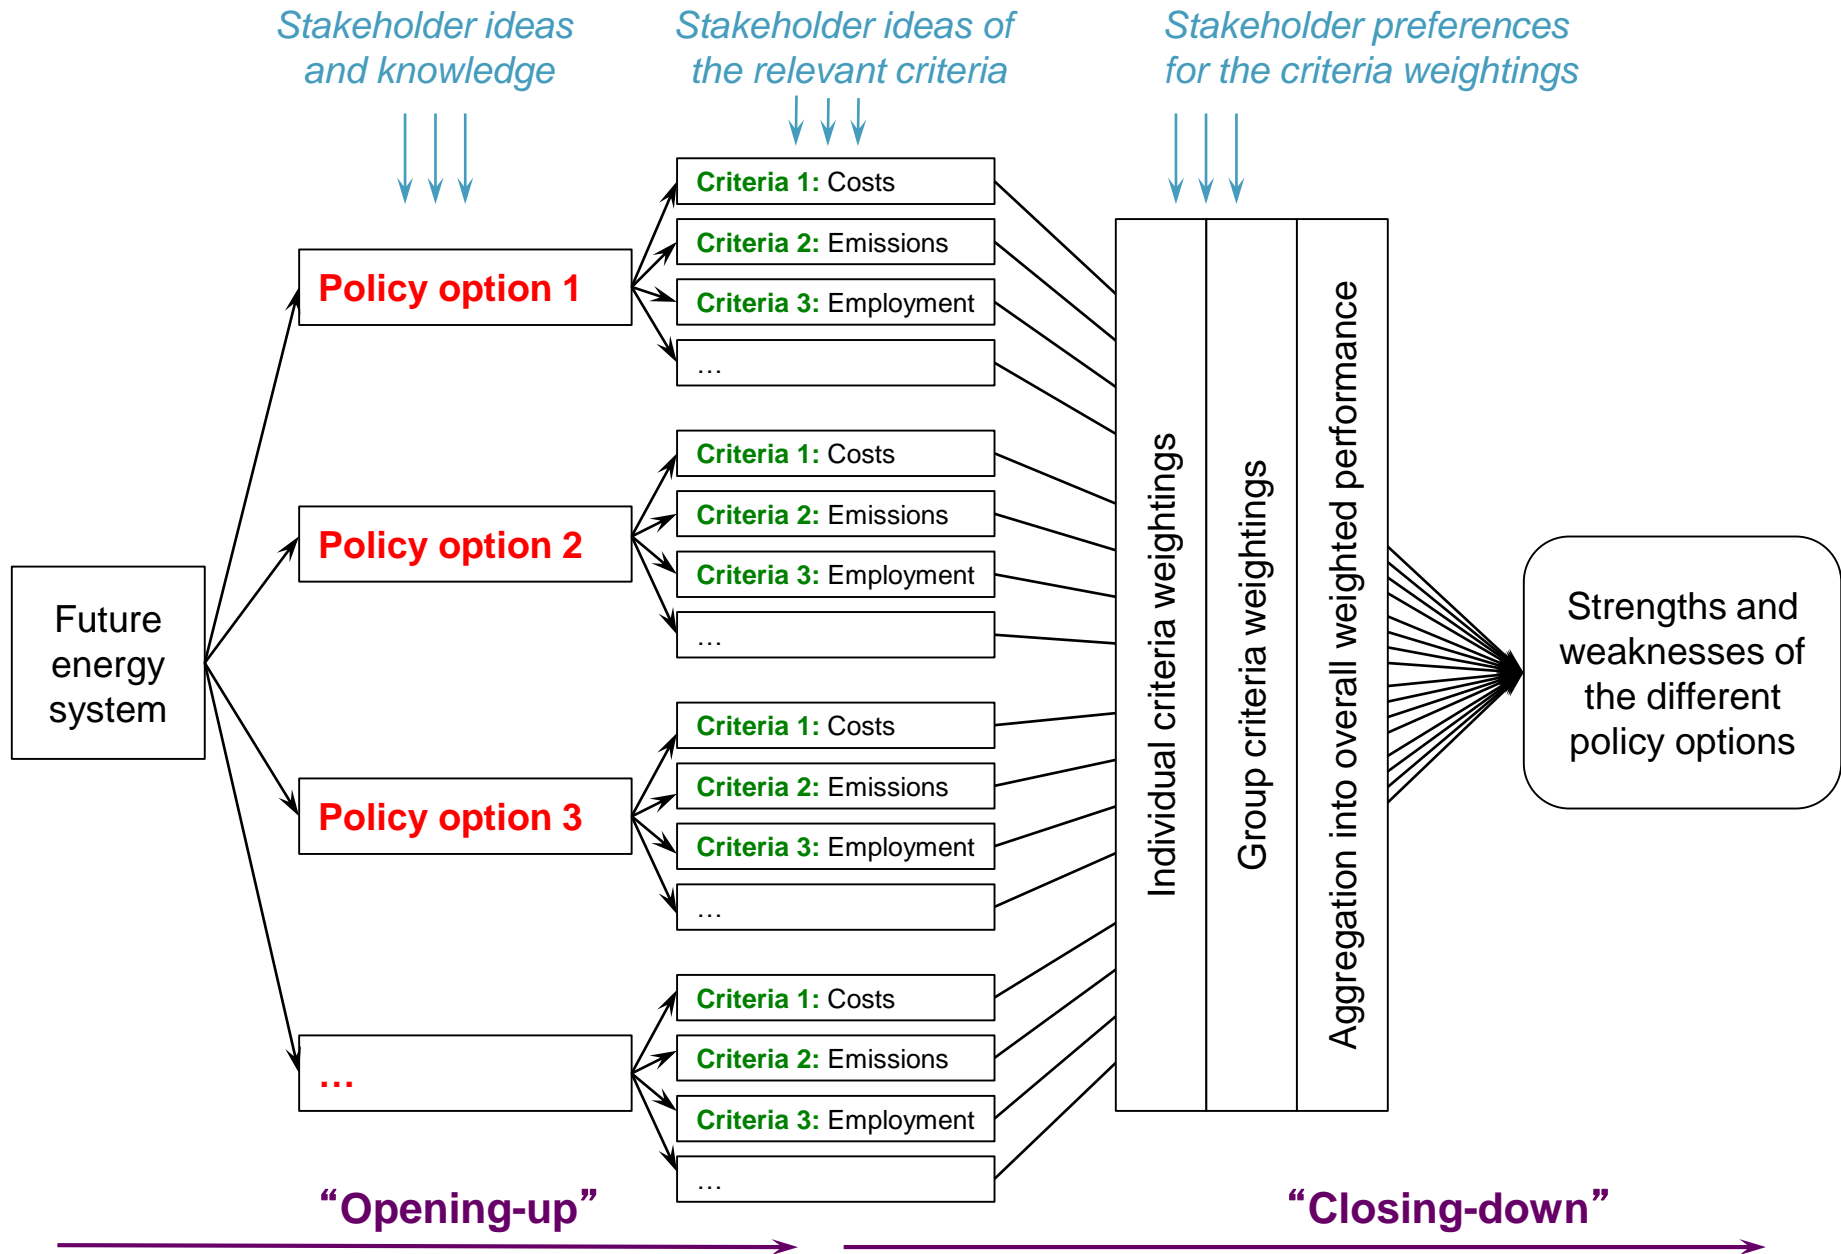 Stakeholder ideas
and knowledge
Stakeholder ideas of
the relevant criteria
Stakeholder preferences
for the criteria weightings
Future
energy
system
Policy option 1
Policy option 2
Policy option 3
…
Criteria 1: Costs
Criteria 2: Emissions
Criteria 3: Employment
…
Criteria 1: Costs
Criteria 2: Emissions
Criteria 3: Employment
…
Criteria 1: Costs
Criteria 2: Emissions
Criteria 3: Employment
…
Criteria 1: Costs
Criteria 2: Emissions
Criteria 3: Employment
…
Individual criteria weightings
Group criteria weightings
Aggregation into overall weighted performance
Strengths and
weaknesses of
the different
policy options
“Opening-up”
“Closing-down”